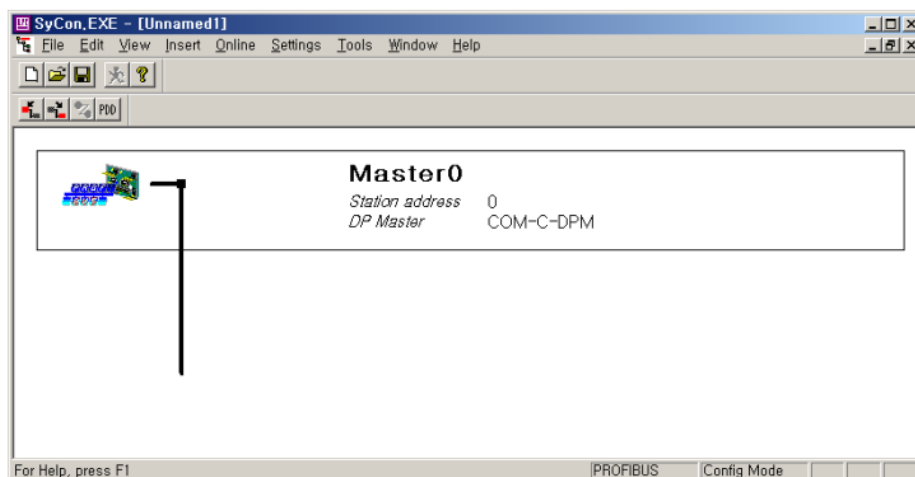 SyCon.EXE - [Unnamed1]
File Edit View Insert Online Settings Tools Window Help
PDD
Master0
Station address 0
DP Master COM-C-DPM
For Help, press F1 PROFIBUS Config Mode